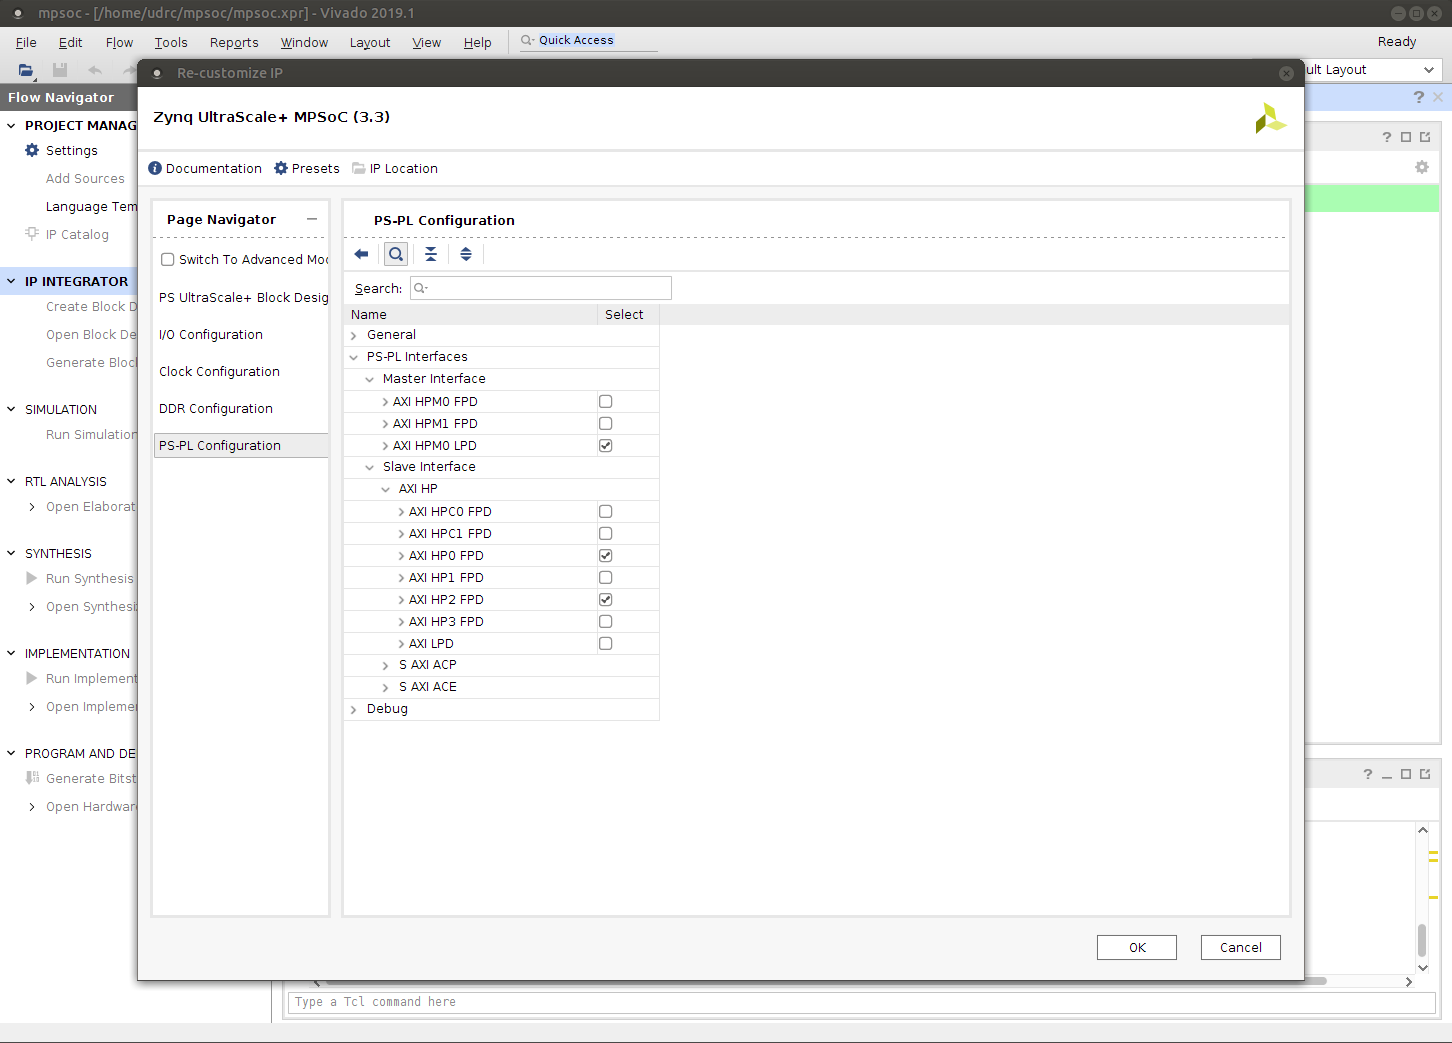 mpsoc - [/home/udrc/mpsoc/mpsoc.xpr] - Vivado 2019.1
File Edit Flow Tools Reports Window Layout View Help Quick Access Ready
ult Layout
Flow Navigator
PROJECT MANAG
Settings
Add Sources
Language Tem
IP Catalog
IP INTEGRATOR
Create Block D
Open Block De
Generate Bloc
SIMULATION
Run Simulation
RTL ANALYSIS
Open Elaborat
SYNTHESIS
Run Synthesis
Open Synthesi
IMPLEMENTATION
Run Implement
Open Impleme
PROGRAM AND DE
Generate Bitst
Open Hardwar
Re-customize IP
Zynq UltraScale+ MPSoC (3.3)
Documentation Presets IP Location
Page Navigator
Switch To Advanced Mod
PS UltraScale+ Block Desig
I/O Configuration
Clock Configuration
DDR Configuration
PS-PL Configuration
PS-PL Configuration
Search:
Name Select
General
PS-PL Interfaces
Master Interface
AXI HPM0 FPD
AXI HPM1 FPD
AXI HPM0 LPD
Slave Interface
AXI HP
AXI HPC0 FPD
AXI HPC1 FPD
AXI HP0 FPD
AXI HP1 FPD
AXI HP2 FPD
AXI HP3 FPD
AXI LPD
S AXI ACP
S AXI ACE
Debug
OK Cancel
Type a Tcl command here